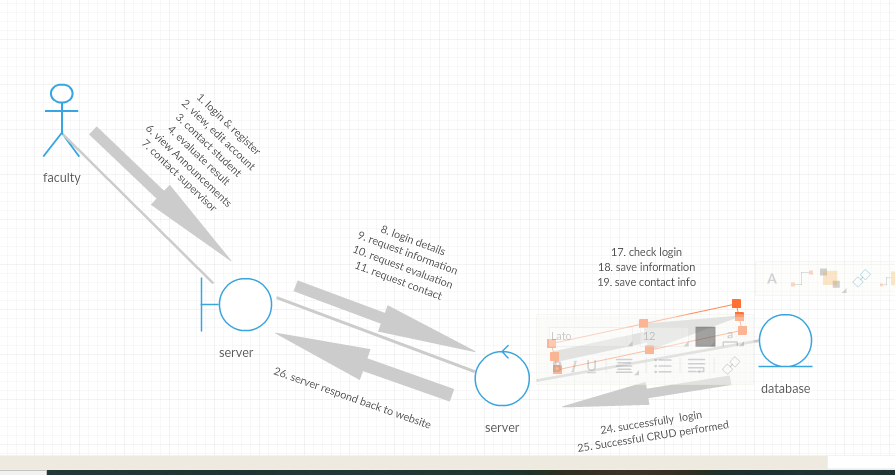 1. login & register
2. view, edit account
3. contact student
4. evaluate result
6. view Announcements
7. contact supervisor
faculty
8. login details
9. request information
10. request evaluation
11. request contact
17. check login
18. save information
19. save contact info
A
Lato
12
a
B I U
server
26. server respond back to website
server
database
24. successfully login
25. Successful CRUD performed